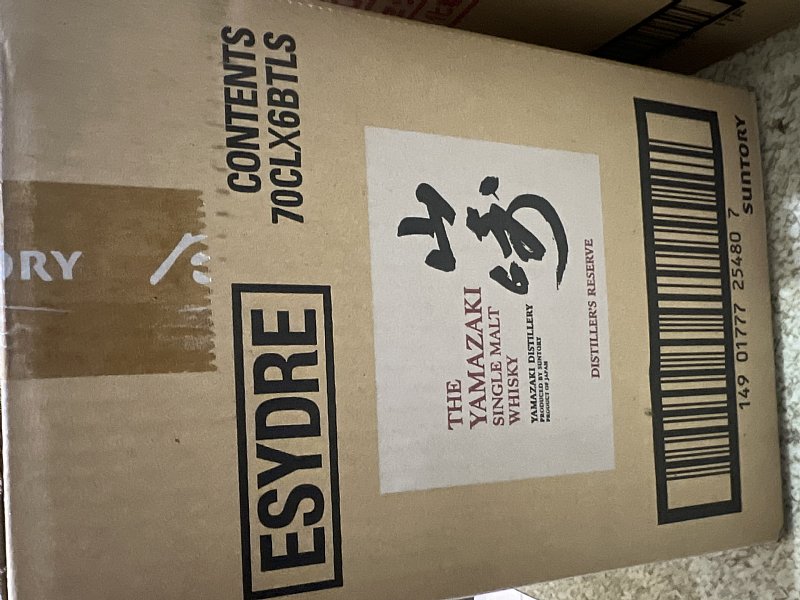 CONTENTS
70CLX6BTLS
ESYDRE
山崎
THE
YAMAZAKI
SINGLE MALT
WHISKY
YAMAZAKI DISTILLERY
PRODUCED BY SUNTORY
PRODUCT OF JAPAN
DISTILLER'S RESERVE
149 01777 25480 7
SUNTORY
ORY